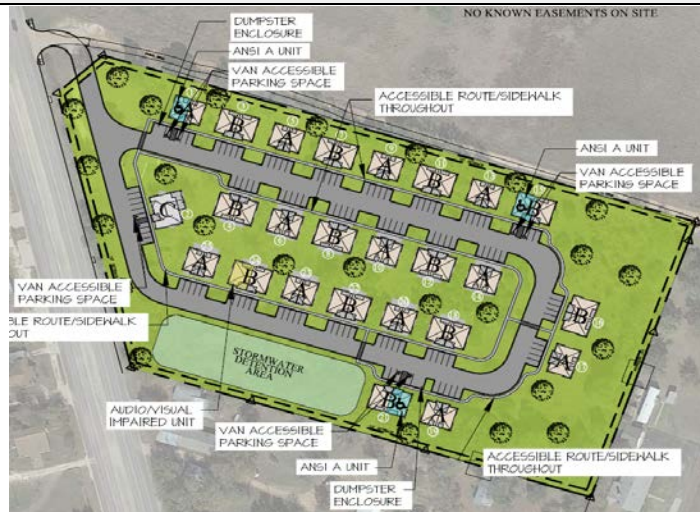 NO KNOWN EASEMENTS ON SITE
DUMPSTER
ENCLOSURE
ANSI A UNIT
VAN ACCESSIBLE
PARKING SPACE
ACCESSIBLE ROUTE/SIDEWALK
THROUGHOUT
ANSI A UNIT
VAN ACCESSIBLE
PARKING SPACE
A
B
A
B
A
B
A
B
C
B
A
B
A
B
A
A
B
A
B
A
B
B
A
VAN ACCESSIBLE
PARKING SPACE
BLE ROUTE/SIDEWALK
OUT
STORMWATER
DETENTION
AREA
B
A
AUDIO/VISUAL
IMPAIRED UNIT
VAN ACCESSIBLE
PARKING SPACE
ANSI A UNIT
DUMPSTER
ENCLOSURE
ACCESSIBLE ROUTE/SIDEWALK
THROUGHOUT